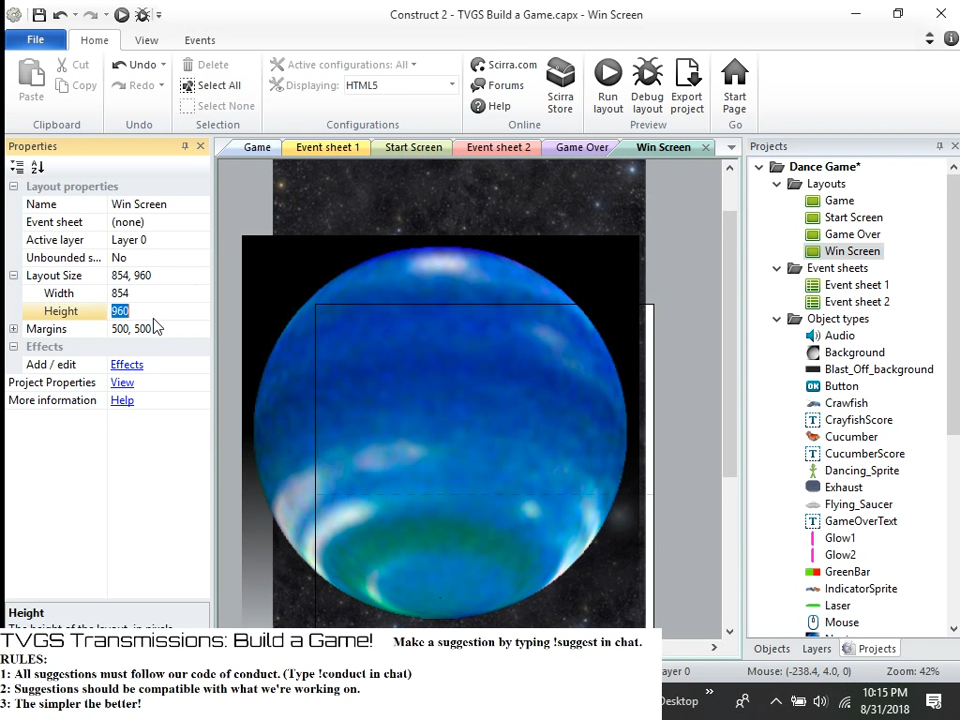 Construct 2 - TVGS Build a Game.capx - Win Screen
File Home View Events
Paste Cut Copy
Undo Redo
Delete Select All Select None
Active configurations: All
Displaying: HTML5
Scirra.com Forums Help
Scirra Store
Run layout
Debug layout
Export project
Start Page
Clipboard Undo Selection Configurations Online Preview Go
Properties
Game Event sheet 1 Start Screen Event sheet 2 Game Over Win Screen
Projects
Layout properties
Name Win Screen
Event sheet (none)
Active layer Layer 0
Unbounded s... No
Layout Size 854, 960
Width 854
Height 960
Margins 500, 500
Effects
Add / edit Effects
Project Properties View
More information Help
Height
Dance Game*
Layouts
Game
Start Screen
Game Over
Win Screen
Event sheets
Event sheet 1
Event sheet 2
Object types
Audio
Background
Blast_Off_background
OK Button
Crawfish
T CrayfishScore
Cucumber
T CucumberScore
Dancing_Sprite
Exhaust
Flying_Saucer
T GameOverText
Glow1
Glow2
GreenBar
IndicatorSprite
Laser
Mouse
Objects Layers Projects
ayer 0 Mouse: (-238.4, 4.0, 0) Zoom: 42%
TVGS Transmissions: Build a Game! Make a suggestion by typing !suggest in chat.
RULES:
1: All suggestions must follow our code of conduct. (Type !conduct in chat)
2: Suggestions should be compatible with what we're working on.
3: The simpler the better!
Desktop
10:15 PM
8/31/2018